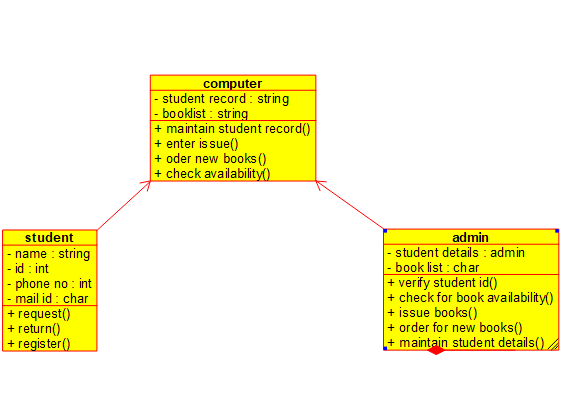 computer
- student record : string
- booklist : string
+ maintain student record()
+ enter issue()
+ oder new books()
+ check availability()
student
- name : string
- id : int
- phone no : int
- mail id : char
+ request()
+ return()
+ register()
admin
- student details : admin
- book list : char
+ verify student id()
+ check for book availability()
+ issue books()
+ order for new books()
+ maintain student details()